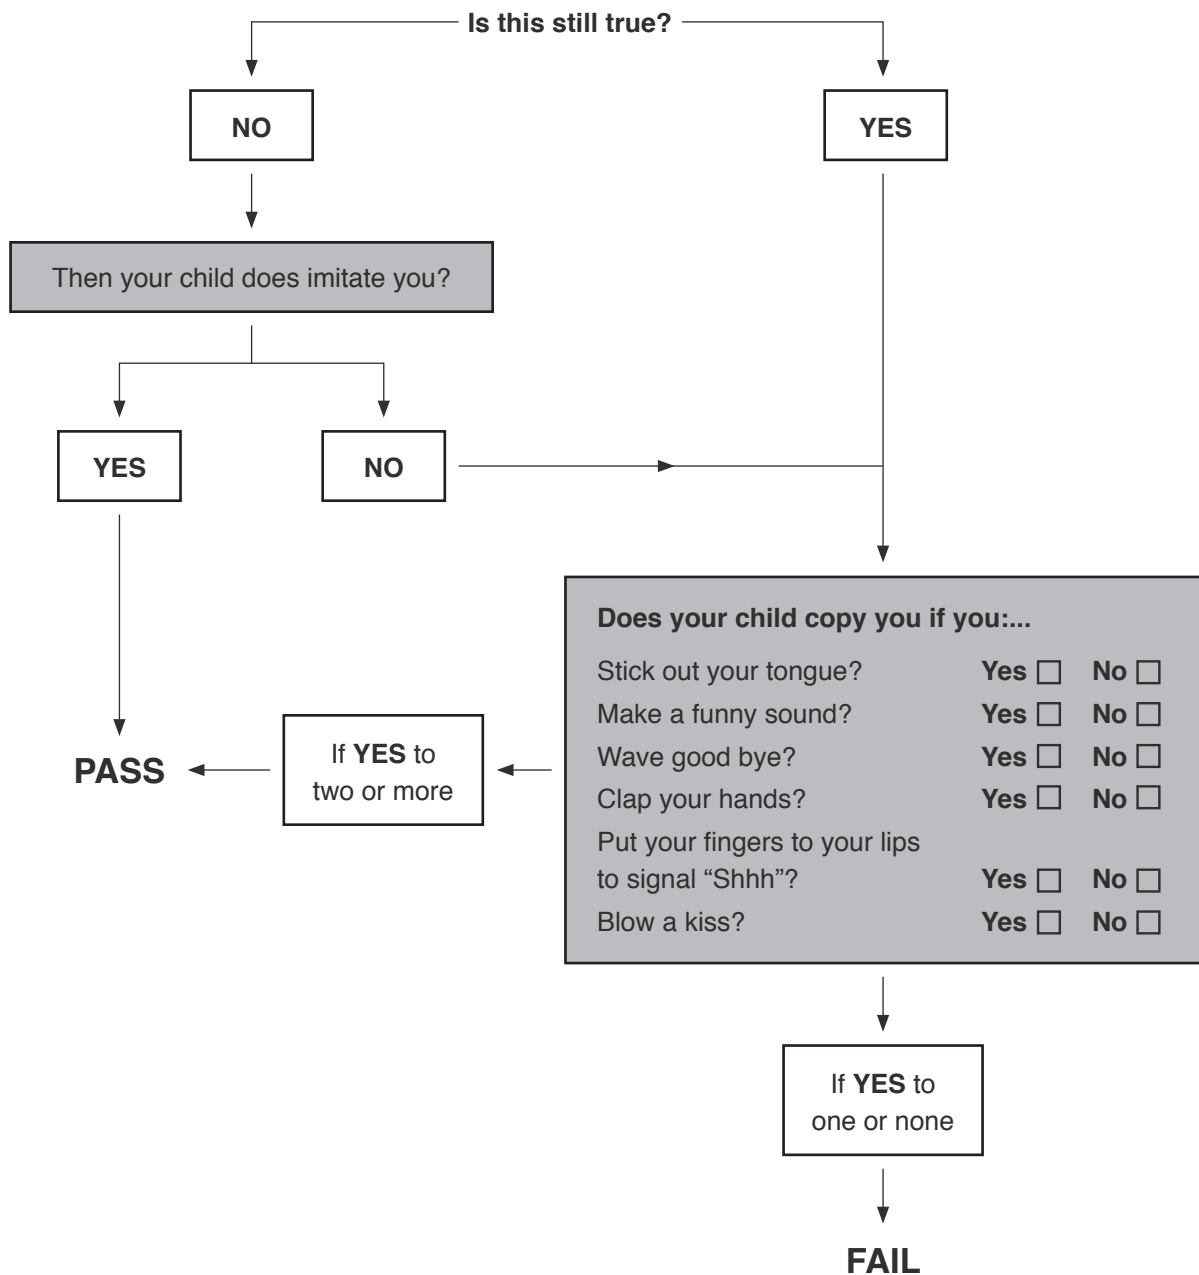 Is this still true?
NO
YES
Then your child does imitate you?
YES
NO
Does your child copy you if you:...
Stick out your tongue? Yes No
Make a funny sound? Yes No
Wave good bye? Yes No
Clap your hands? Yes No
Put your fingers to your lips
to signal “Shhh”? Yes No
Blow a kiss? Yes No
PASS
If YES to
two or more
If YES to
one or none
FAIL